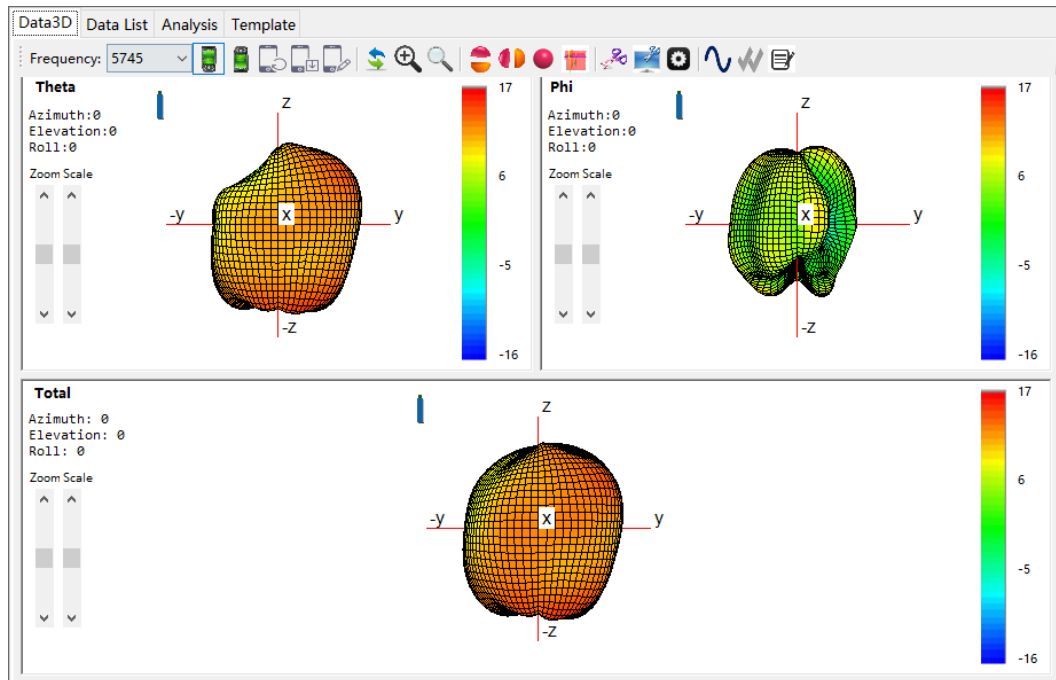 Data3D Data List Analysis Template
Frequency: 5745
Theta
Azimuth:0
Elevation:0
Roll:0
Zoom Scale
Z
-y
x
y
-Z
17
6
-5
-16
Phi
Azimuth:0
Elevation:0
Roll:0
Zoom Scale
Z
-y
x
y
-Z
17
6
-5
-16
Total
Azimuth: 0
Elevation: 0
Roll: 0
Zoom Scale
Z
-y
x
y
-Z
17
6
-5
-16